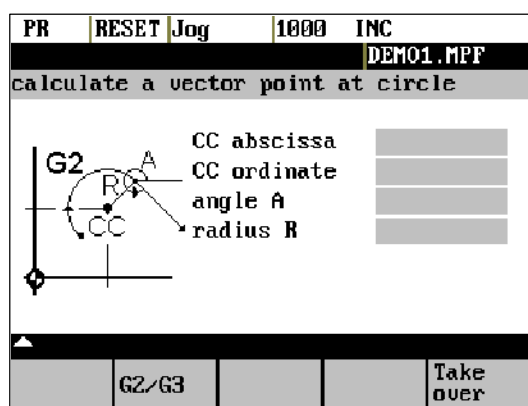 PR RESET Jog 1000 INC
DEMO1.MPF
calculate a vector point at circle
G2 A
R
CC
CC abscissa
CC ordinate
angle A
radius R
G2/G3
Take
over